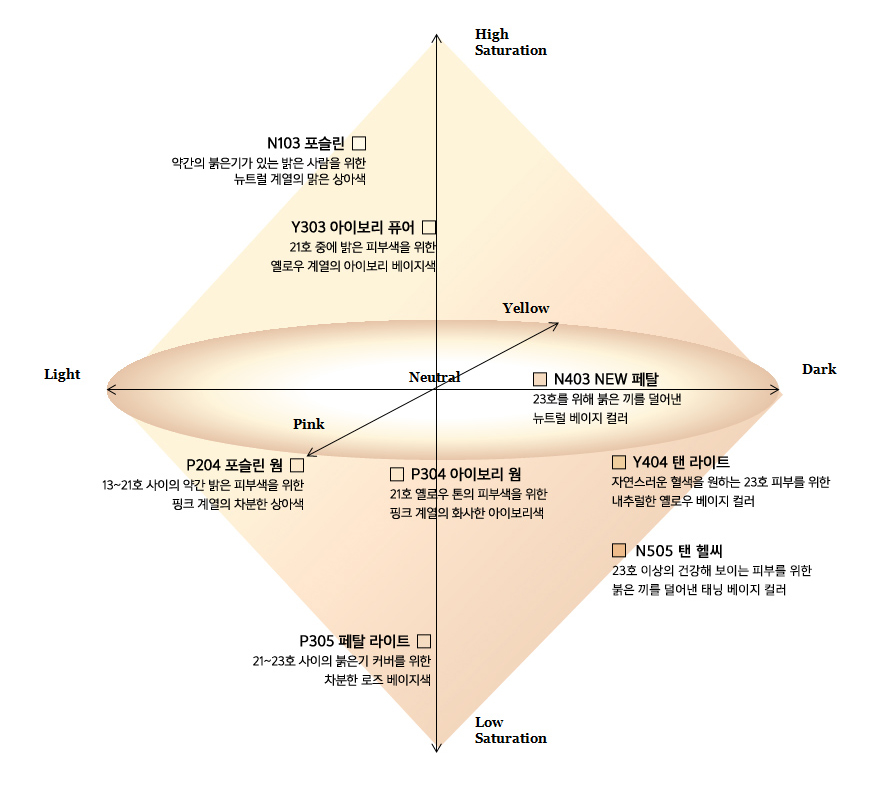 High
Saturation
N103 포슬린
약간의 붉은기가 있는 밝은 사람을 위한
뉴트럴 계열의 맑은 상아색
Y303 아이보리 퓨어
21호 중에 밝은 피부색을 위한
옐로우 계열의 아이보리 베이지색
Yellow
Light
Neutral
Dark
N403 NEW 페탈
23호를 위해 붉은 끼를 덜어낸
뉴트럴 베이지 컬러
Pink
P204 포슬린 웜
13~21호 사이의 약간 밝은 피부색을 위한
핑크 계열의 차분한 상아색
P304 아이보리 웜
21호 옐로우 톤의 피부색을 위한
핑크 계열의 화사한 아이보리색
Y404 탠 라이트
자연스러운 혈색을 원하는 23호 피부를 위한
내추럴한 옐로우 베이지 컬러
N505 탠 헬씨
23호 이상의 건강해 보이는 피부를 위한
붉은 끼를 덜어낸 태닝 베이지 컬러
P305 페탈 라이트
21~23호 사이의 붉은기 커버를 위한
차분한 로즈 베이지색
Low
Saturation